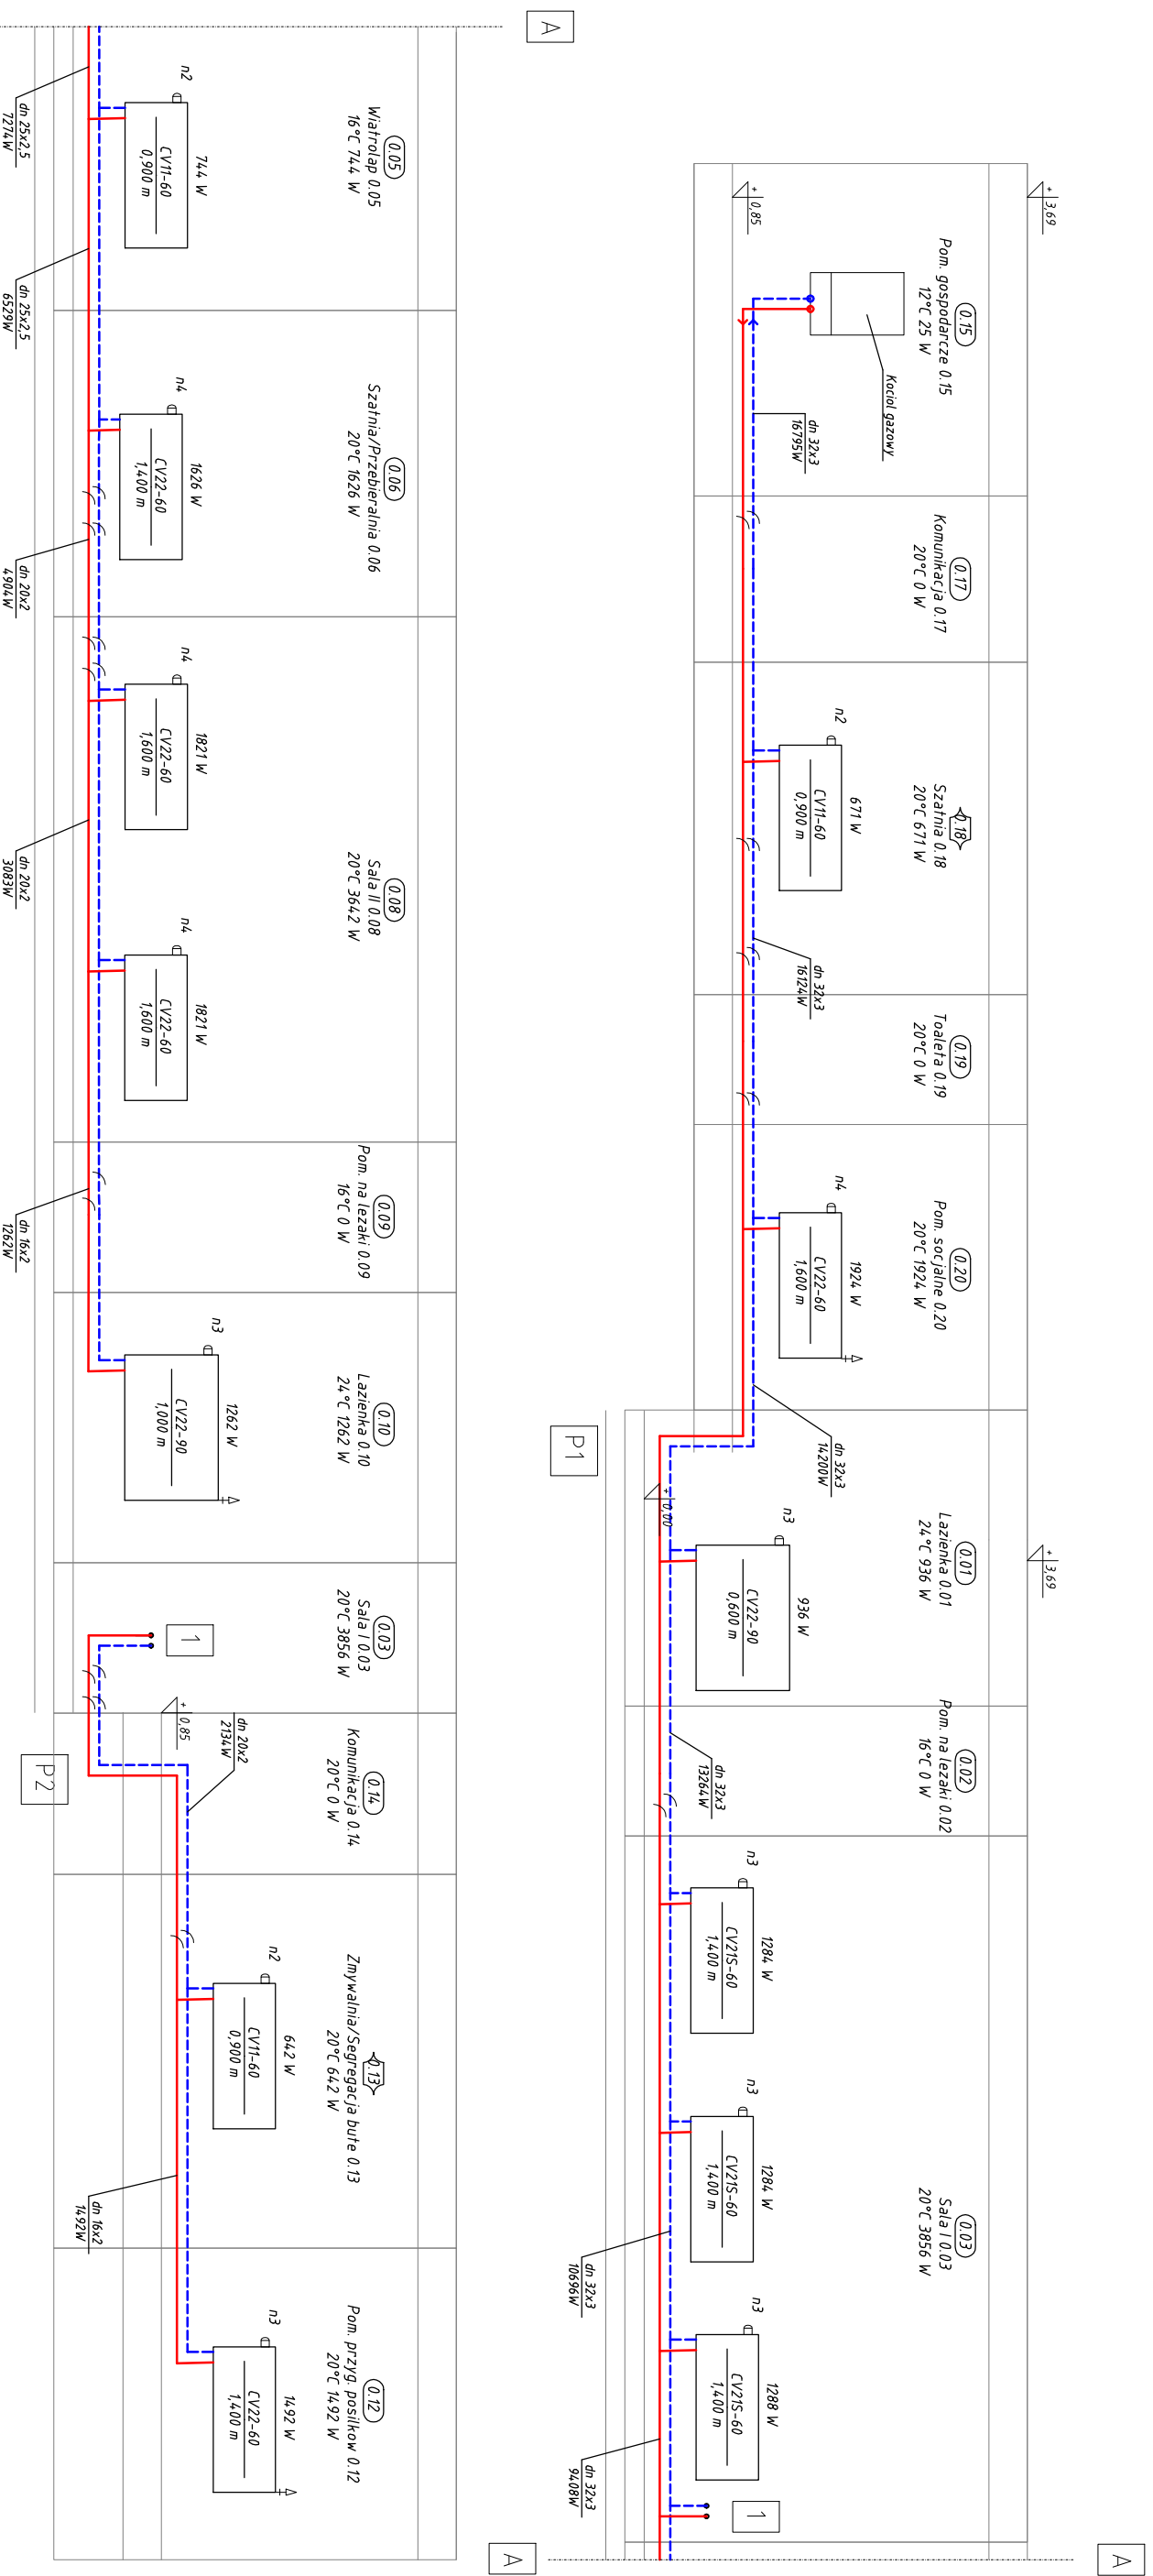 A
+
3,69
+
0,85
0.15
Pom. gospodarcze 0.15
12°C 25 W
Kociol gazowy
dn 32x3
16795W
0.17
Komunikacja 0.17
20°C 0 W
0.18
Szatnia 0.18
20°C 671 W
n2
671 W
CV11-60
0,900 m
dn 32x3
16124W
0.19
Toaleta 0.19
20°C 0 W
0.20
Pom. socjalne 0.20
20°C 1924 W
n4
1924 W
CV22-60
1,600 m
dn 32x3
14200W
P1
+
0,00
+
3,69
0.01
Lazienka 0.01
24°C 936 W
n3
936 W
CV22-90
0,600 m
dn 32x3
13264W
0.02
Pom. na lezaki 0.02
16°C 0 W
0.03
Sala I 0.03
20°C 3856 W
n3
1284 W
CV21S-60
1,400 m
n3
1284 W
CV21S-60
1,400 m
dn 32x3
10696W
n3
1288 W
CV21S-60
1,400 m
dn 32x3
9408W
1
A
A
0.05
Wiatrolap 0.05
16°C 744 W
n2
744 W
CV11-60
0,900 m
dn 25x2,5
7274W
dn 25x2,5
6529W
0.06
Szatnia/Przebieralnia 0.06
20°C 1626 W
n4
1626 W
CV22-60
1,400 m
dn 20x2
4904W
0.08
Sala II 0.08
20°C 3642 W
n4
1821 W
CV22-60
1,600 m
dn 20x2
3083W
n4
1821 W
CV22-60
1,600 m
0.09
Pom. na lezaki 0.09
16°C 0 W
dn 16x2
1262W
0.10
Lazienka 0.10
24°C 1262 W
n3
1262 W
CV22-90
1,000 m
0.03
Sala I 0.03
20°C 3856 W
1
+
0,85
P2
dn 20x2
2134W
0.14
Komunikacja 0.14
20°C 0 W
0.13
Zmywalnia/Segregacja bute 0.13
20°C 642 W
n2
642 W
CV11-60
0,900 m
dn 16x2
1492W
0.12
Pom. przyg. posilkow 0.12
20°C 1492 W
n3
1492 W
CV22-60
1,400 m